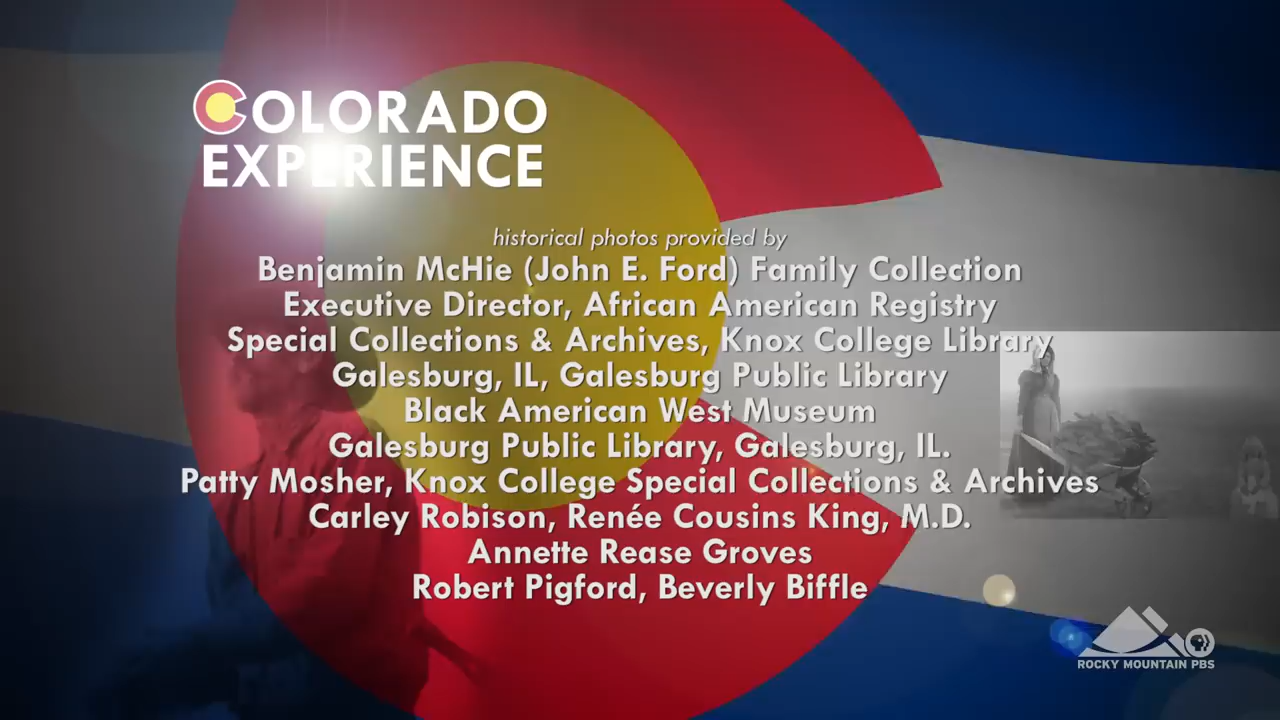 COLORADO
EXPERIENCE
historical photos provided by
Benjamin McHie (John E. Ford) Family Collection
Executive Director, African American Registry
Special Collections & Archives, Knox College Library
Galesburg, IL, Galesburg Public Library
Black American West Museum
Galesburg Public Library, Galesburg, IL.
Patty Mosher, Knox College Special Collections & Archives
Carley Robison, Renée Cousins King, M.D.
Annette Rease Groves
Robert Pigford, Beverly Biffle
ROCKY MOUNTAIN PBS